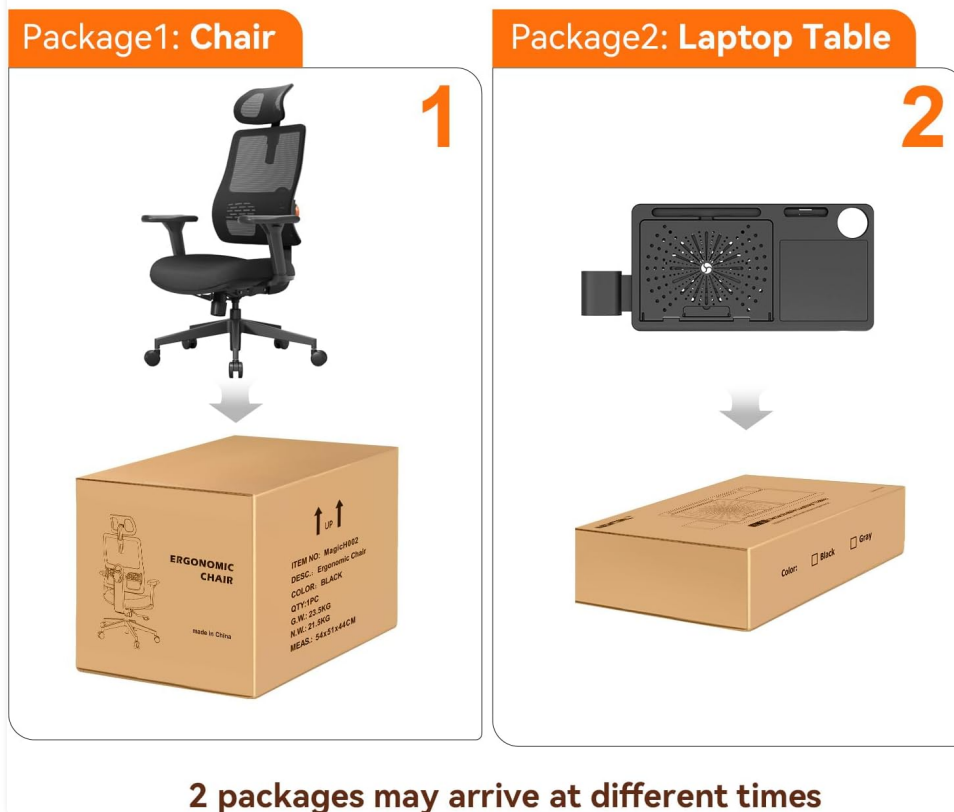 Package1: Chair
1
ERGONOMIC
CHAIR
made in China
UP
ITEM NO: MagicH002
DESC.: Ergonomic Chair
COLOR: BLACK
QTY:1PC
G.W.: 23.5KG
N.W.: 21.5KG
MEAS.: 54x51x44CM
Package2: Laptop Table
2
Color: Black Gray
2 packages may arrive at different times